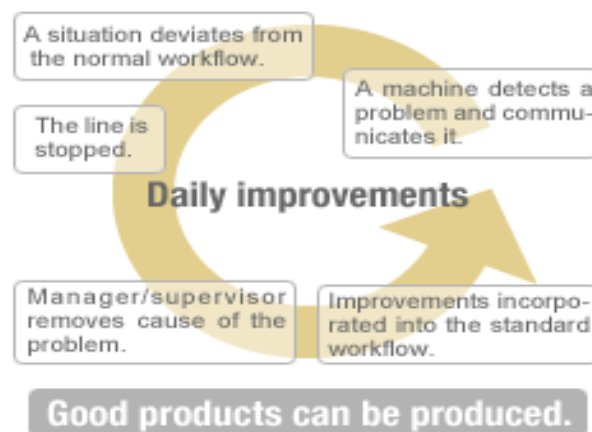 A situation deviates from
the normal workflow.
A machine detects a
problem and commu-
nicates it.
The line is
stopped.
Daily improvements
Manager/supervisor
removes cause of the
problem.
Improvements incorpo-
rated into the standard
workflow.
Good products can be produced.